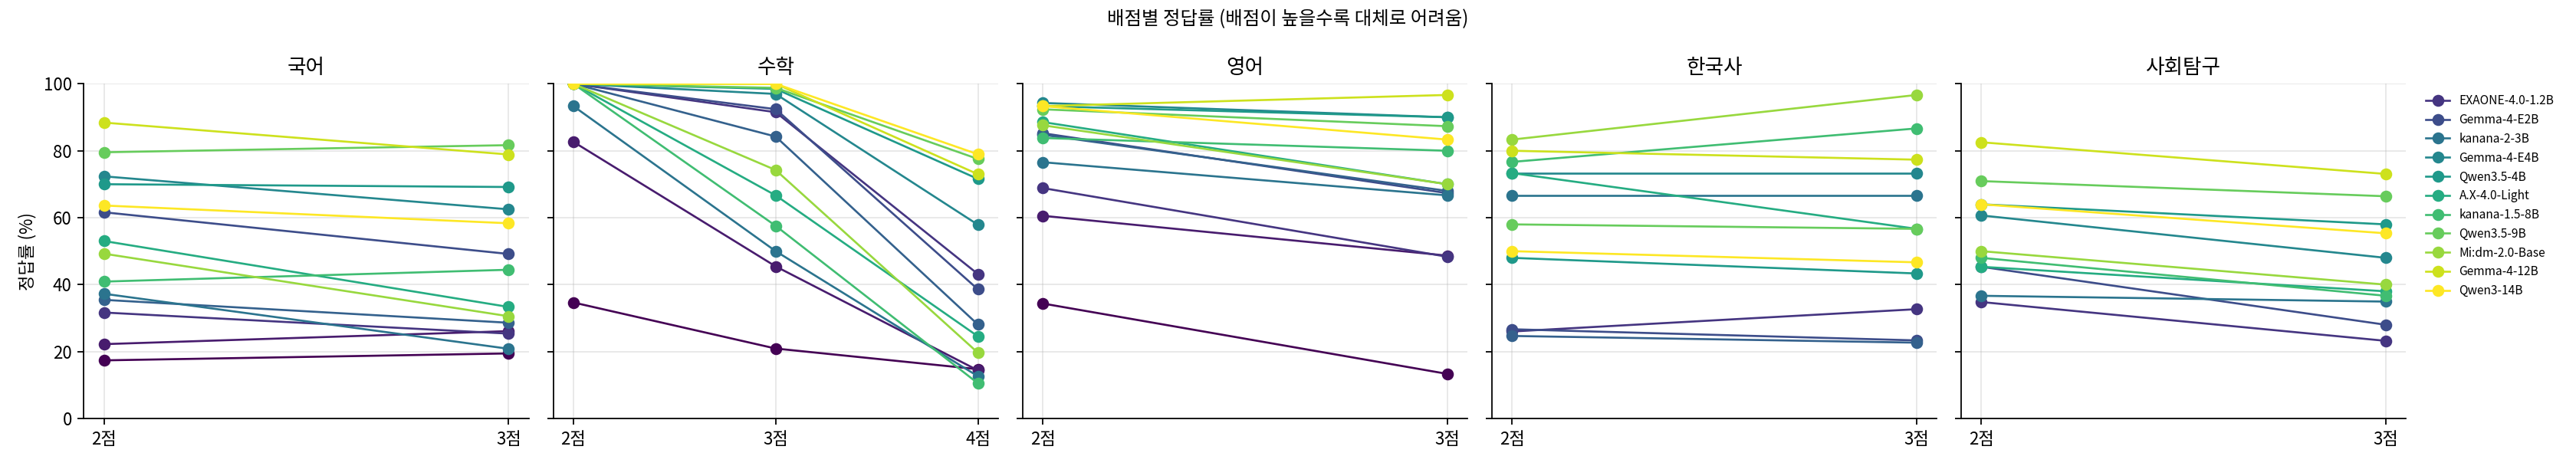 배점별 정답률 (배점이 높을수록 대체로 어려움)
국어
수학
영어
한국사
사회탐구
정답률 (%)
100
80
60
40
20
0
2점 3점
2점 3점 4점
2점 3점
2점 3점
2점 3점
EXAONE-4.0-1.2B
Gemma-4-E2B
kanana-2-3B
Gemma-4-E4B
Qwen3.5-4B
A.X-4.0-Light
kanana-1.5-8B
Qwen3.5-9B
Mi:dm-2.0-Base
Gemma-4-12B
Qwen3-14B